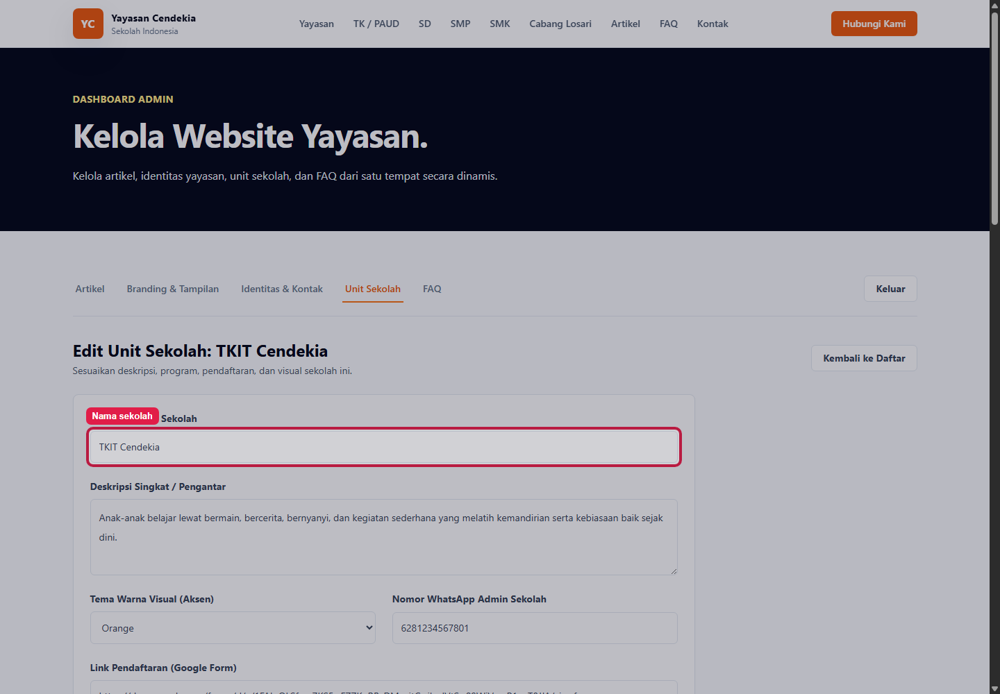 YC
Yayasan Cendekia
Sekolah Indonesia
Yayasan
TK / PAUD
SD
SMP
SMK
Cabang Losari
Artikel
FAQ
Kontak
Hubungi Kami
DASHBOARD ADMIN
Kelola Website Yayasan.
Kelola artikel, identitas yayasan, unit sekolah, dan FAQ dari satu tempat secara dinamis.
Artikel
Branding & Tampilan
Identitas & Kontak
Unit Sekolah
FAQ
Keluar
Edit Unit Sekolah: TKIT Cendekia
Sesuaikan deskripsi, program, pendaftaran, dan visual sekolah ini.
Kembali ke Daftar
Nama sekolah
Sekolah
TKIT Cendekia
Deskripsi Singkat / Pengantar
Anak-anak belajar lewat bermain, bercerita, bernyanyi, dan kegiatan sederhana yang melatih kemandirian serta kebiasaan baik sejak
dini.
Tema Warna Visual (Aksen)
Nomor WhatsApp Admin Sekolah
Orange
6281234567801
Link Pendaftaran (Google Form)